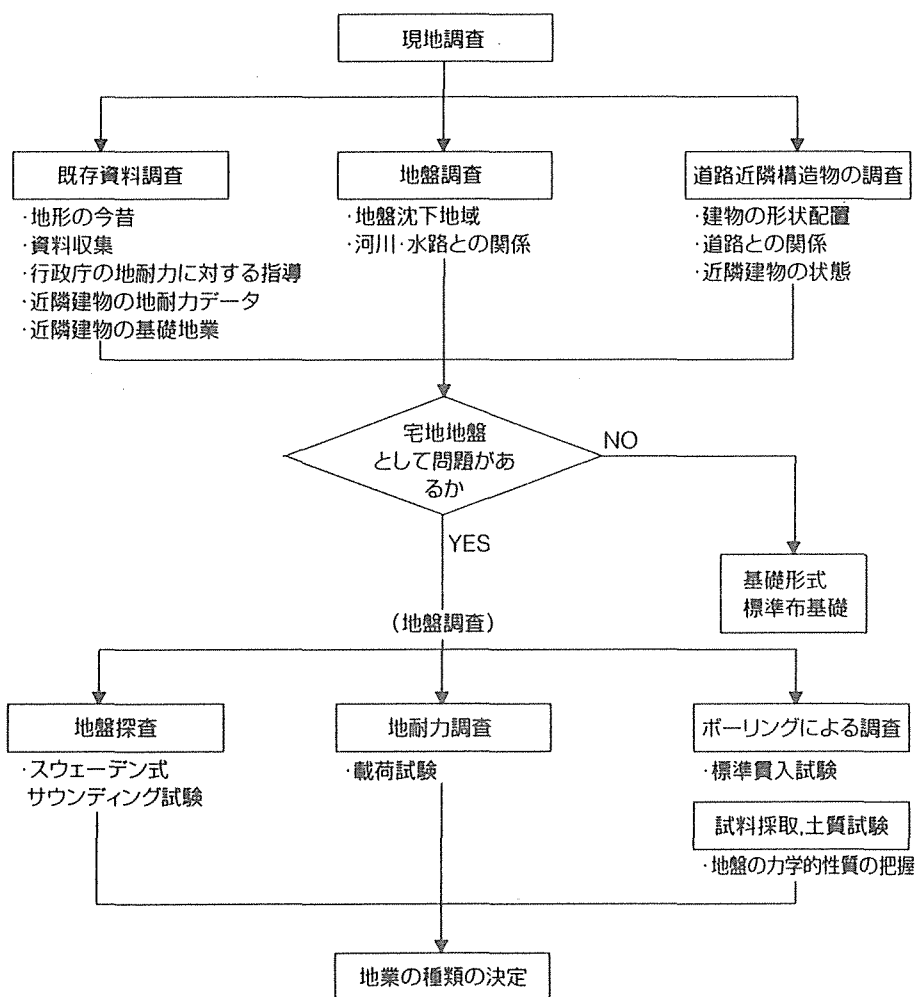 現地調査
既存資料調査
・地形の今昔
・資料収集
・行政庁の地耐力に対する指導
・近隣建物の地耐力データ
・近隣建物の基礎地業
地盤調査
・地盤沈下地域
・河川・水路との関係
道路近隣構造物の調査
・建物の形状配置
・道路との関係
・近隣建物の状態
宅地地盤
として問題があ
るか
NO
YES
基礎形式
標準布基礎
(地盤調査)
地盤探査
・スウェーデン式
サウンディング試験
地耐力調査
・載荷試験
ボーリングによる調査
・標準貫入試験
試料採取,土質試験
・地盤の力学的性質の把握
地業の種類の決定